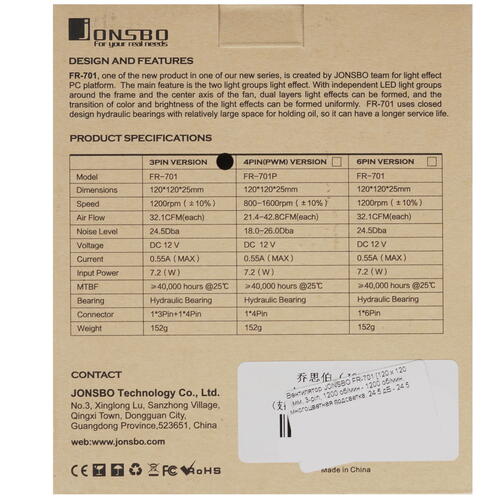 JONSBO
For your real needs
DESIGN AND FEATURES
FR-701, one of the new product in one of our new series, is created by JONSBO team for light effect
PC platform. The main feature is the two light groups light effect. With independent LED light groups
around the frame and the center axis of the fan, dual layers light effects can be formed, and the
transition of color and brightness of the light effects can be formed uniformly. FR-701 uses closed
design hydraulic bearings with relatively large space for holding oil, so it can have a longer service life.
PRODUCT SPECIFICATIONS
3PIN VERSION 4PIN(PWM) VERSION 6PIN VERSION
Model FR-701 FR-701P FR-701
Dimensions 120*120*25mm 120*120*25mm 120*120*25mm
Speed 1200rpm (±10%) 800-1600rpm (±10%) 1200rpm (±10%)
Air Flow 32.1CFM(each) 21.4-42.8CFM(each) 32.1CFM(each)
Noise Level 24.5Dba 18.0-26.0Dba 24.5Dba
Voltage DC 12 V DC 12 V DC 12 V
Current 0.55A (MAX) 0.55A (MAX) 0.55A (MAX)
Input Power 7.2 (W) 7.2 (W) 7.2 (W)
MTBF ≥40,000 hours @25℃ ≥40,000 hours @25℃ ≥40,000 hours @25℃
Bearing Hydraulic Bearing Hydraulic Bearing Hydraulic Bearing
Connector 1*3Pin+1*4Pin 1*4Pin 1*6Pin
Weight 152g 152g 152g
CONTACT
JONSBO Technology Co., Ltd.
No.3, Xinglong Lu, Sanzhong Village,
Qingxi Town, Dongguan City,
Guangdong Province,523651, China
web:www.jonsbo.com
乔思伯
Вентилятор JONSBO FR-701 [120 x 120
мм, 3-pin, 1200 об/мин - 1200 об/мин,
многоцветная подсветка, 24.5 дБ - 24.5
CE RoHS
Made in China